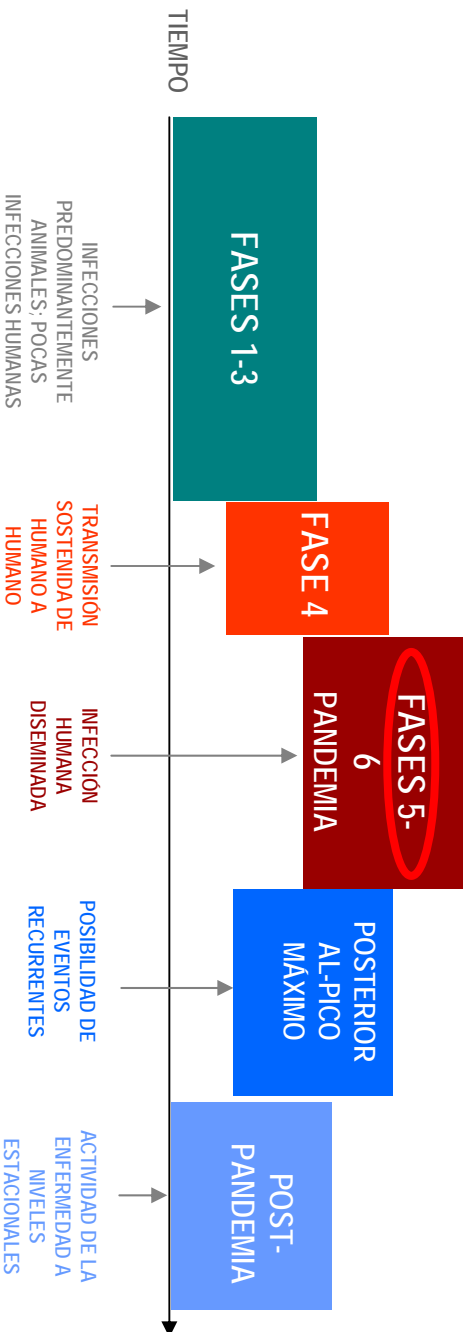 FASES 1-3
FASE 4
FASES 5-
6
PANDEMIA
POSTERIOR
AL-PICO
MÁXIMO
POST-
PANDEMIA
TIEMPO
INFECCIONES
PREDOMINANTEMENTE
ANIMALES; POCAS
INFECCIONES HUMANAS
TRANSMISIÓN
SOSTENIDA DE
HUMANO A
HUMANO
INFECCIÓN
HUMANA
DISEMINADA
POSIBILIDAD DE
EVENTOS
RECURRENTES
ACTIVIDAD DE LA
ENFERMEDAD A
NIVELES
ESTACIONALES